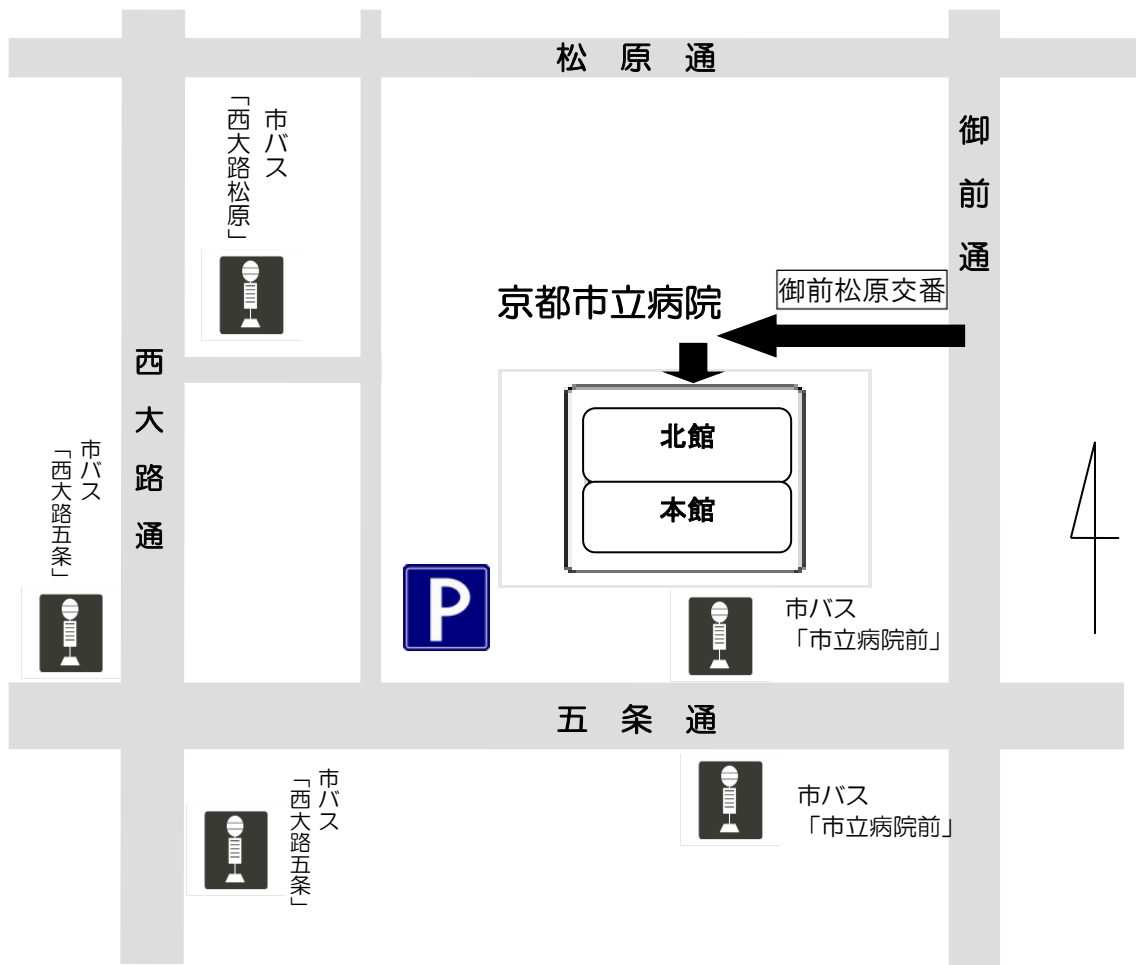 松原通
市バス
「西大路松原」
御前通
京都市立病院
御前松原交番
西大路通
北館
本館
市バス
「西大路五条」
P
市バス
「市立病院前」
五条通
市バス
「西大路五条」
市バス
「市立病院前」